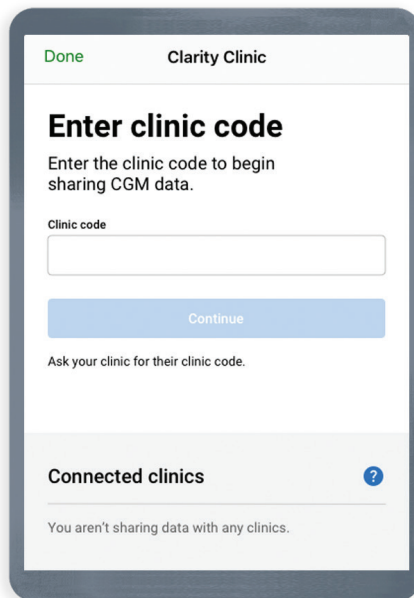 Done Clarity Clinic
Enter clinic code
Enter the clinic code to begin
sharing CGM data.
Clinic code
Continue
Ask your clinic for their clinic code.
Connected clinics ?
You aren't sharing data with any clinics.